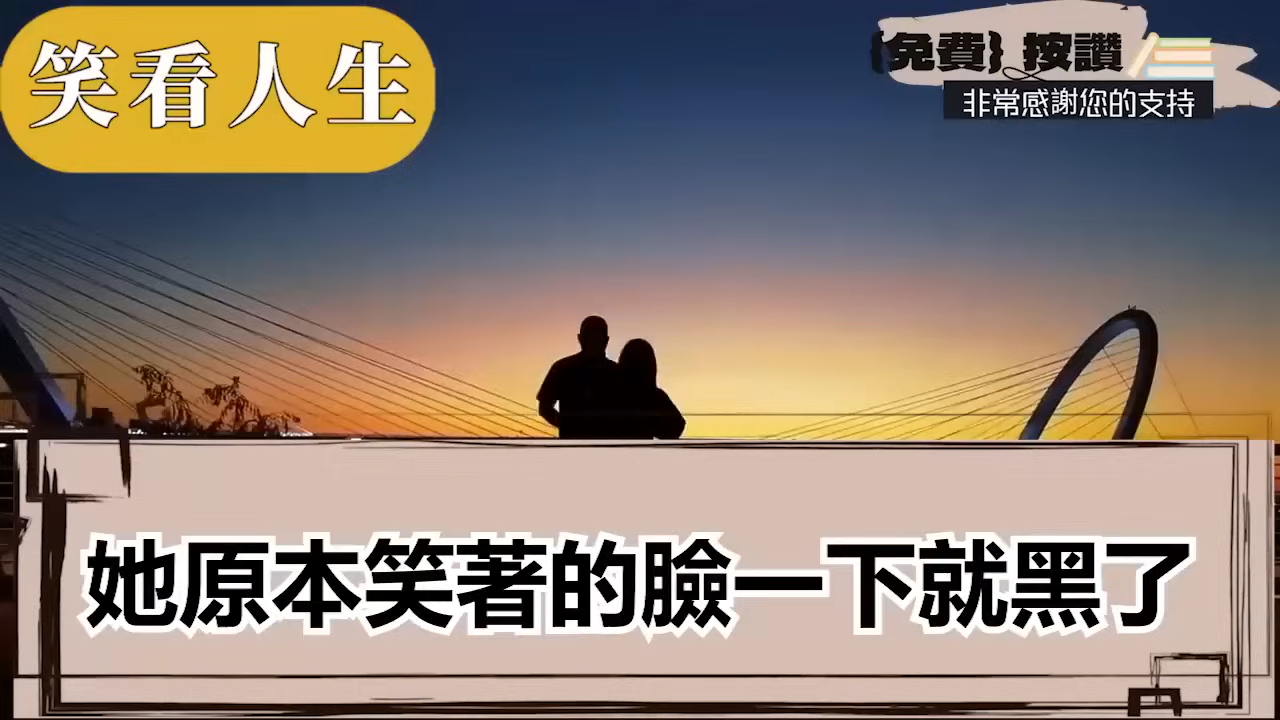 笑看人生
{免費} 按讚
非常感謝您的支持
她原本笑著的臉一下就黑了